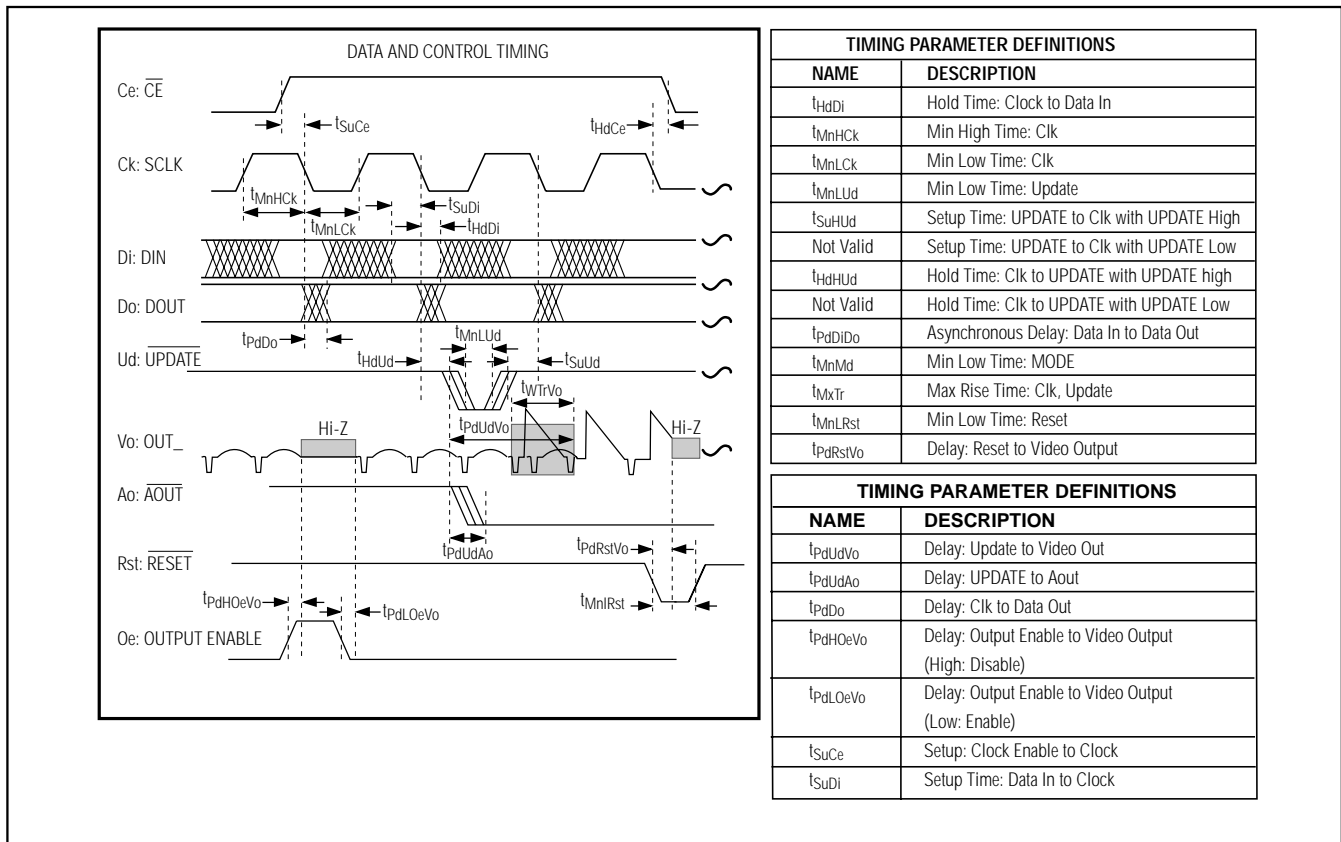 DATA AND CONTROL TIMING
Ce: CE
tSuCe
tHdCe
Ck: SCLK
tMnHCk
tMnLCk
tSuDi
tHdDi
Di: DIN
Do: DOUT
tPdDo
tMnLUd
tHdUd
tSuUd
Ud: UPDATE
tWTrVo
tPdUdVo
Hi-Z
Hi-Z
Vo: OUT_
Ao: AOUT
tPdUdAo
tPdRstVo
Rst: RESET
tMnlRst
tPdHOeVo
tPdLOeVo
Oe: OUTPUT ENABLE
TIMING PARAMETER DEFINITIONS
NAME DESCRIPTION
tHdDi Hold Time: Clock to Data In
tMnHCk Min High Time: Clk
tMnLCk Min Low Time: Clk
tMnLUd Min Low Time: Update
tSuHUd Setup Time: UPDATE to Clk with UPDATE High
Not Valid Setup Time: UPDATE to Clk with UPDATE Low
tHdHUd Hold Time: Clk to UPDATE with UPDATE high
Not Valid Hold Time: Clk to UPDATE with UPDATE Low
tPdDiDo Asynchronous Delay: Data In to Data Out
tMnMd Min Low Time: MODE
tMxTr Max Rise Time: Clk, Update
tMnLRst Min Low Time: Reset
tPdRstVo Delay: Reset to Video Output
TIMING PARAMETER DEFINITIONS
NAME DESCRIPTION
tPdUdVo Delay: Update to Video Out
tPdUdAo Delay: UPDATE to Aout
tPdDo Delay: Clk to Data Out
tPdHOeVo Delay: Output Enable to Video Output
(High: Disable)
tPdLOeVo Delay: Output Enable to Video Output
(Low: Enable)
tSuCe Setup: Clock Enable to Clock
tSuDi Setup Time: Data In to Clock